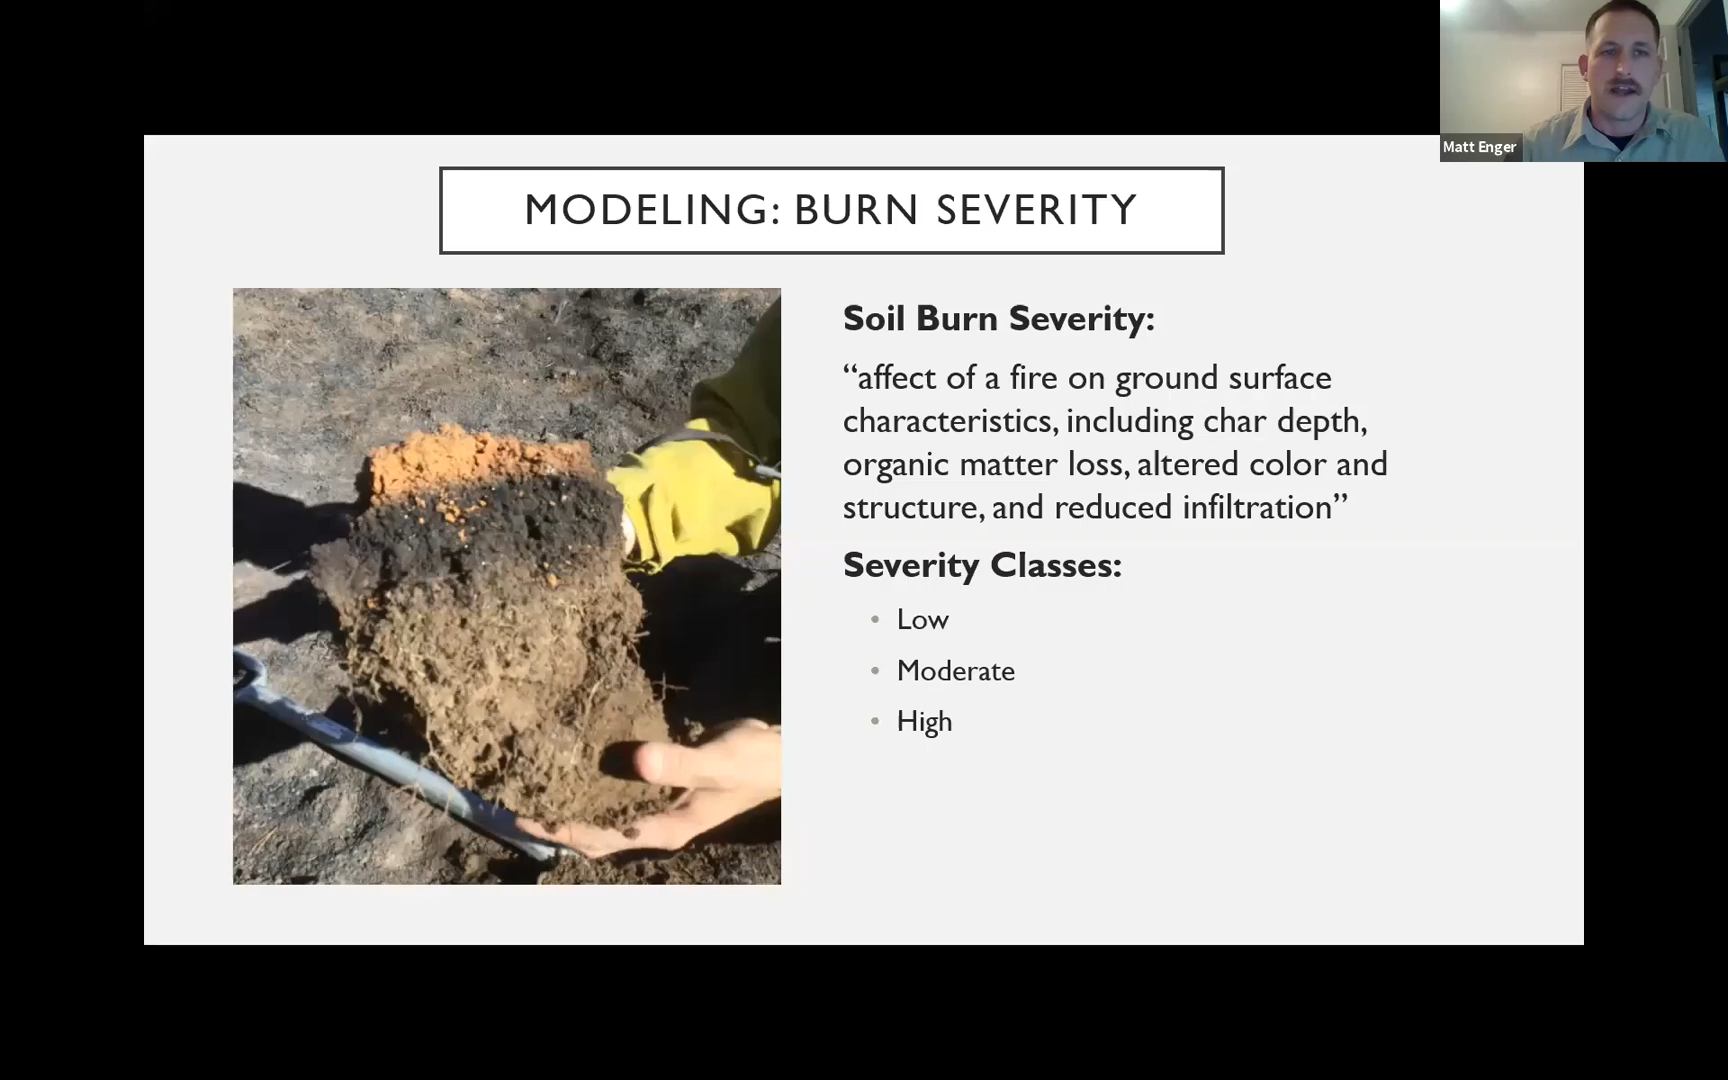 Matt Enger
MODELING: BURN SEVERITY
Soil Burn Severity:
“affect of a fire on ground surface
characteristics, including char depth,
organic matter loss, altered color and
structure, and reduced infiltration”
Severity Classes:
• Low
• Moderate
• High